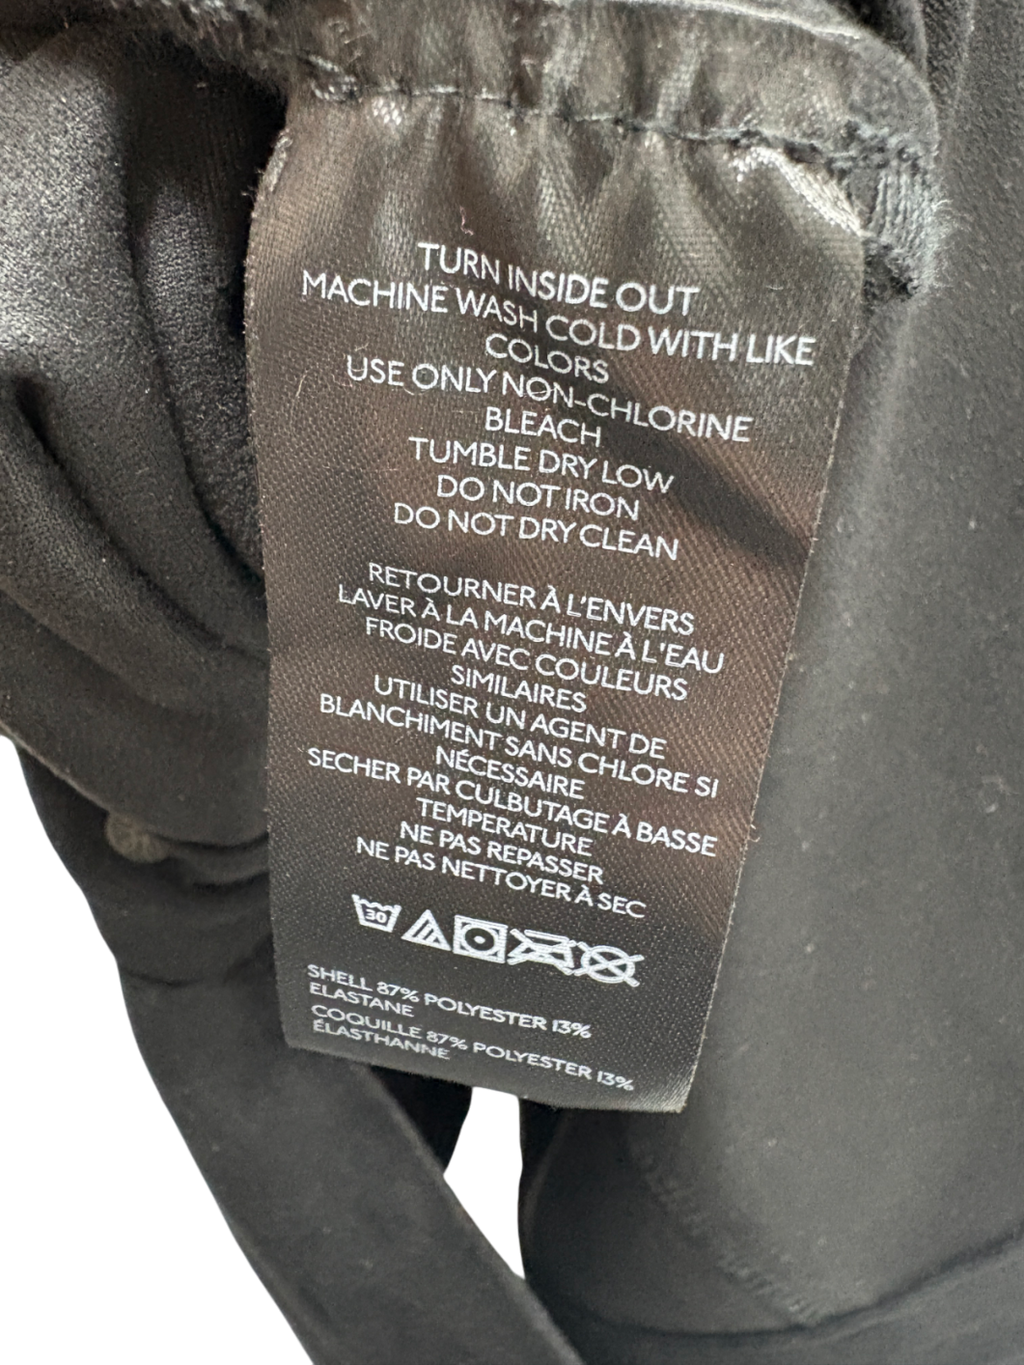 TURN INSIDE OUT
MACHINE WASH COLD WITH LIKE
COLORS
USE ONLY NON-CHLORINE
BLEACH
TUMBLE DRY LOW
DO NOT IRON
DO NOT DRY CLEAN
RETOURNER À L'ENVERS
LAVER À LA MACHINE À L'EAU
FROIDE AVEC COULEURS
SIMILAIRES
UTILISER UN AGENT DE
BLANCHIMENT SANS CHLORE SI
NÉCESSAIRE
SECHER PAR CULBUTAGE À BASSE
TEMPERATURE
NE PAS REPASSER
NE PAS NETTOYER À SEC
30
SHELL 87% POLYESTER 13%
ELASTANE
COQUILLE 87% POLYESTER 13%
ÉLASTHANNE